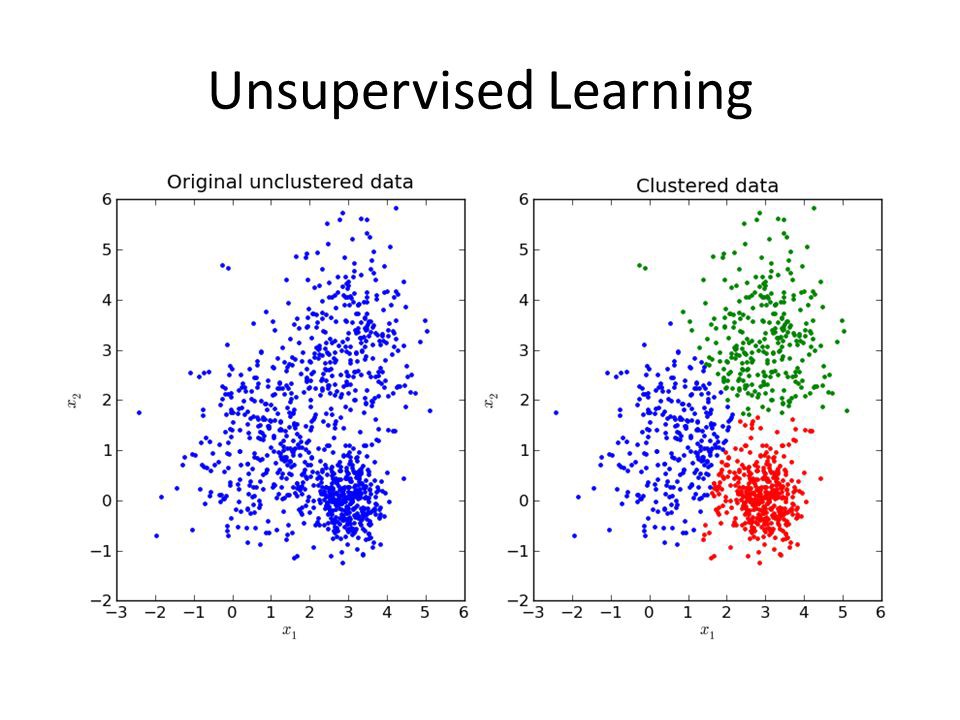 Unsupervised Learning
Original unclustered data
6
5
4
3
2
1
0
−1
−2
x₂
−3 −2 −1 0 1 2 3 4 5 6
x₁
Clustered data
6
5
4
3
2
1
0
−1
−2
x₂
−3 −2 −1 0 1 2 3 4 5 6
x₁